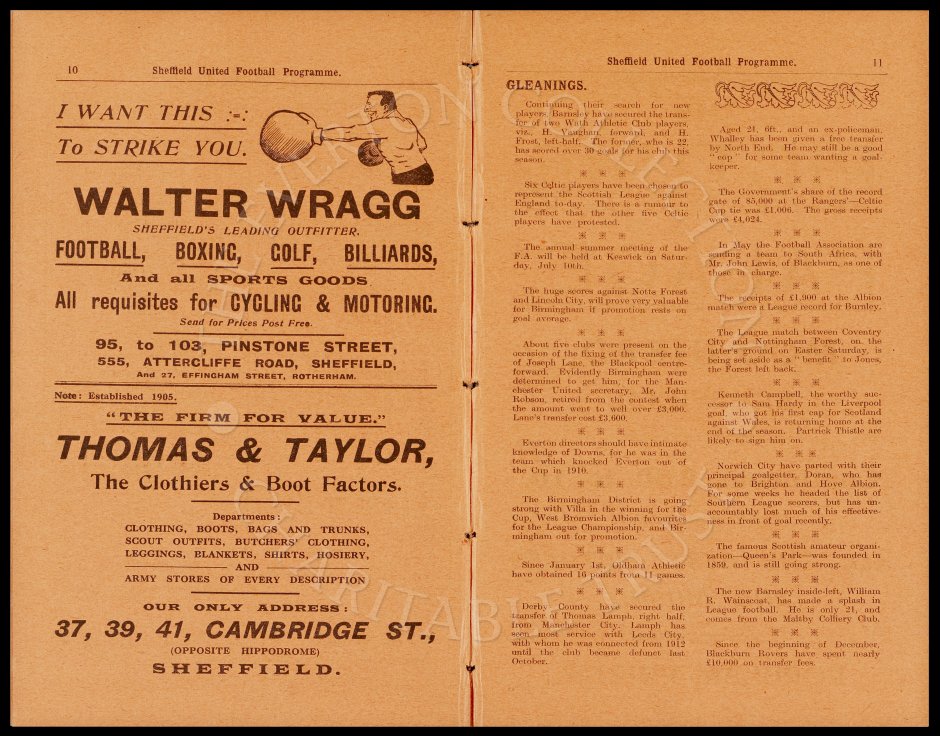 10
Sheffield United Football Programme.
I WANT THIS :-:
To STRIKE YOU.
WALTER WRAGG
SHEFFIELD'S LEADING OUTFITTER.
FOOTBALL, BOXING, GOLF, BILLIARDS,
And all SPORTS GOODS
All requisites for CYCLING & MOTORING.
Send for Prices Post Free.
95, to 103, PINSTONE STREET,
555, ATTERCLIFFE ROAD, SHEFFIELD,
And 27, EFFINGHAM STREET, ROTHERHAM.
Note: Established 1905.
"THE FIRM FOR VALUE."
THOMAS & TAYLOR,
The Clothiers & Boot Factors.
Departments:
CLOTHING, BOOTS, BAGS AND TRUNKS,
SCOUT OUTFITS, BUTCHERS' CLOTHING,
LEGGINGS, BLANKETS, SHIRTS, HOSIERY,
AND
ARMY STORES OF EVERY DESCRIPTION
OUR ONLY ADDRESS:
37, 39, 41, CAMBRIDGE ST.,
(OPPOSITE HIPPODROME)
SHEFFIELD.
Sheffield United Football Programme.
11
GLEANINGS.
Continuing their search for new
players, Barnsley have secured the trans-
fer of two Wath Athletic Club players,
viz., H. Vaughan, forward, and H.
Frost, left-half. The former, who is 22,
has scored over 30 goals for his club this
season.
Six Celtic players have been chosen to
represent the Scottish League against
England to-day. There is a rumour to
the effect that the other five Celtic
players have protested.
The annual summer meeting of the
F.A. will be held at Keswick on Satur-
day, July 10th.
The huge scores against Notts Forest
and Lincoln City, will prove very valuable
for Birmingham if promotion rests on
goal average.
About five clubs were present on the
occasion of the fixing of the transfer fee
of Joseph Lane, the Blackpool centre-
forward. Evidently Birmingham were
determined to get him, for the Man-
chester United secretary, Mr. John
Robson, retired from the contest when
the amount went to well over £3,000.
Lane's transfer cost £3,600.
Everton directors should have intimate
knowledge of Downs, for he was in the
team which knocked Everton out of
the Cup in 1910.
The Birmingham District is going
strong with Villa in the winning for the
Cup, West Bromwich Albion favourites
for the League Championship, and Bir-
mingham out for promotion.
Since January 1st, Oldham Athletic
have obtained 16 points from 11 games.
Derby County have secured the
transfer of Thomas Lamph, right half,
from Manchester City. Lamph has
seen most service with Leeds City,
with whom he was connected from 1912
until the club became defunct last
October.
Aged 24, 6ft., and an ex-policeman,
Whalley has been given a free transfer
by North End. He may still be a good
"cop" for some team wanting a goal-
keeper.
The Government's share of the record
gate of 85,000 at the Rangers'—Celtic
Cup tie was £1,006. The gross receipts
were £4,024.
In May the Football Association are
sending a team to South Africa, with
Mr. John Lewis, of Blackburn, as one of
those in charge.
The receipts of £1,900 at the Albion
match were a League record for Burnley.
The League match between Coventry
City and Nottingham Forest, on the
latter's ground on Easter Saturday, is
being set aside as a "benefit" to Jones,
the Forest left back.
Kenneth Campbell, the worthy suc-
cessor to Sam Hardy in the Liverpool
goal, who got his first cap for Scotland
against Wales, is returning home at the
end of the season. Partrick Thistle are
likely to sign him on.
Norwich City have parted with their
principal goalgetter, Doran, who has
gone to Brighton and Hove Albion.
For some weeks he headed the list of
Southern League scorers, but has un-
accountably lost much of his effective-
ness in front of goal recently.
The famous Scottish amateur organi-
zation—Queen's Park—was founded in
1859, and is still going strong.
The new Barnsley inside-left, William
R. Wainscoat, has made a splash in
League football. He is only 21, and
comes from the Maltby Colliery Club.
Since the beginning of December,
Blackburn Rovers have spent nearly
£10,000 on transfer fees.
EVERTON COLLECTION
CHARITABLE TRUST